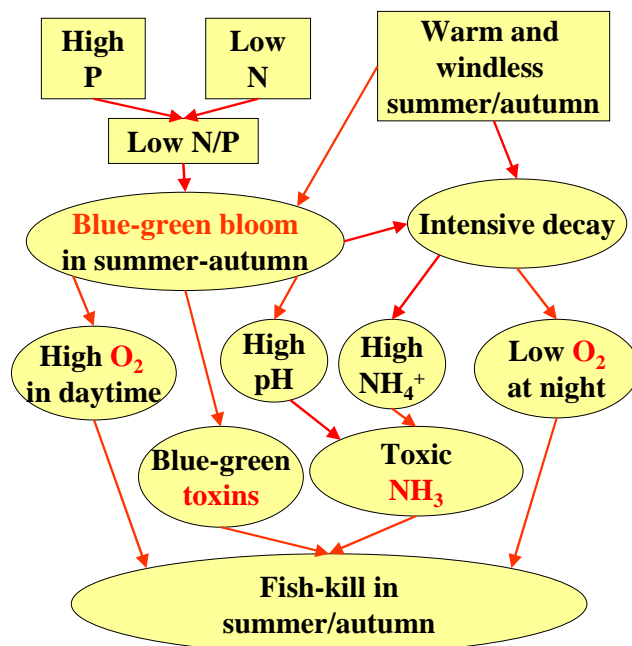 High
P
Low
N
Warm and
windless
summer/autumn
Low N/P
Blue-green bloom
in summer-autumn
Intensive decay
High O₂
in daytime
High
pH
High
NH₄⁺
Low O₂
at night
Blue-green
toxins
Toxic
NH₃
Fish-kill in
summer/autumn